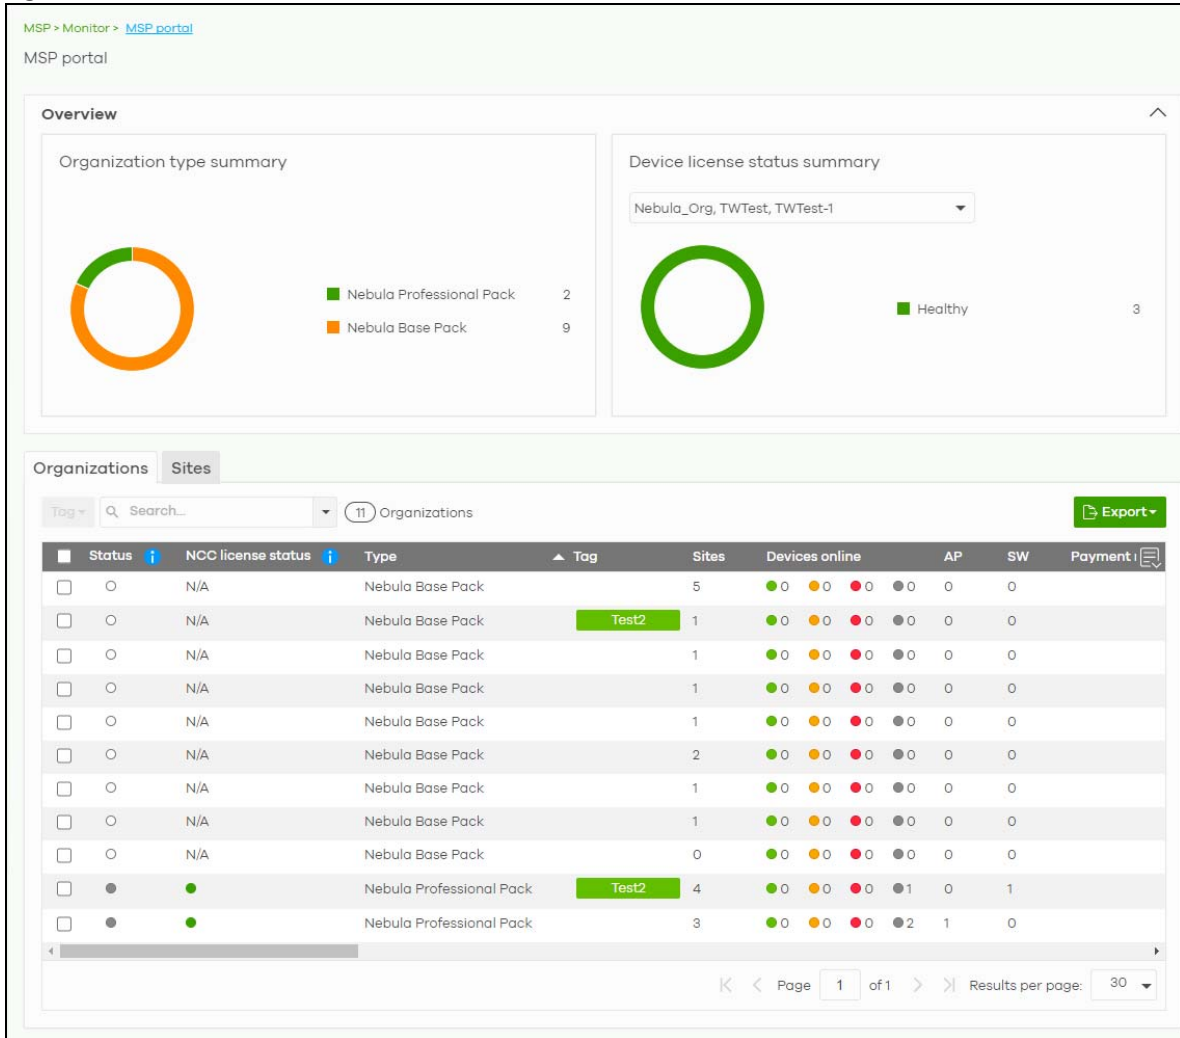 MSP > Monitor > MSP portal
MSP portal
Overview
Organization type summary
Nebula Professional Pack 2
Nebula Base Pack 9
Device license status summary
Nebula_Org, TWTest, TWTest-1
Healthy 3
Organizations Sites
Tag Search... 11 Organizations Export
Status NCC license status Type Tag Sites Devices online AP SW Payment
N/A Nebula Base Pack 5 0 0 0 0 0 0
N/A Nebula Base Pack Test2 1 0 0 0 0 0 0
N/A Nebula Base Pack 1 0 0 0 0 0 0
N/A Nebula Base Pack 1 0 0 0 0 0 0
N/A Nebula Base Pack 1 0 0 0 0 0 0
N/A Nebula Base Pack 2 0 0 0 0 0 0
N/A Nebula Base Pack 1 0 0 0 0 0 0
N/A Nebula Base Pack 1 0 0 0 0 0 0
N/A Nebula Base Pack 0 0 0 0 0 0 0
Nebula Professional Pack Test2 4 0 0 0 1 0 1
Nebula Professional Pack 3 0 0 0 2 1 0
Page 1 of 1 Results per page: 30